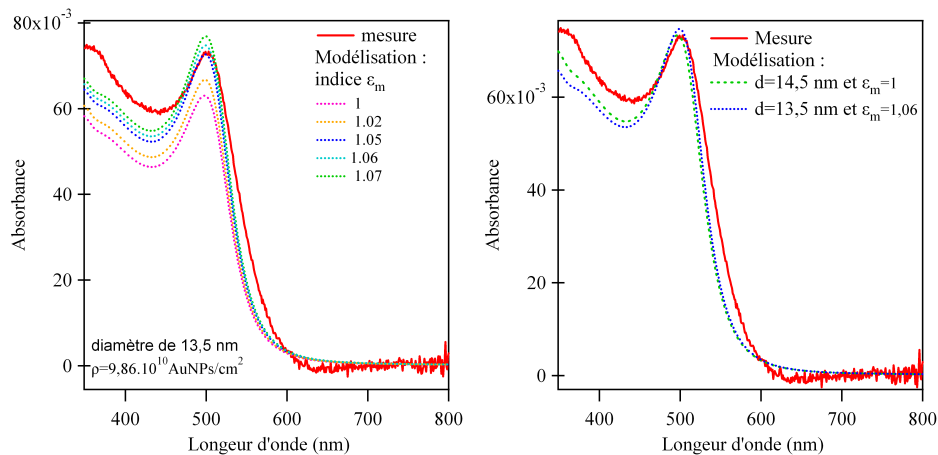 80x10-3
60
40
20
0
400
500
600
700
800
Absorbance
Longeur d'onde (nm)
mesure
Modélisation :
indice εm
1
1.02
1.05
1.06
1.07
diamètre de 13,5 nm
ρ=9,86.1010AuNPs/cm2
60x10-3
40
20
0
400
500
600
700
800
Absorbance
Longeur d'onde (nm)
Mesure
Modélisation :
d=14,5 nm et εm=1
d=13,5 nm et εm=1,06